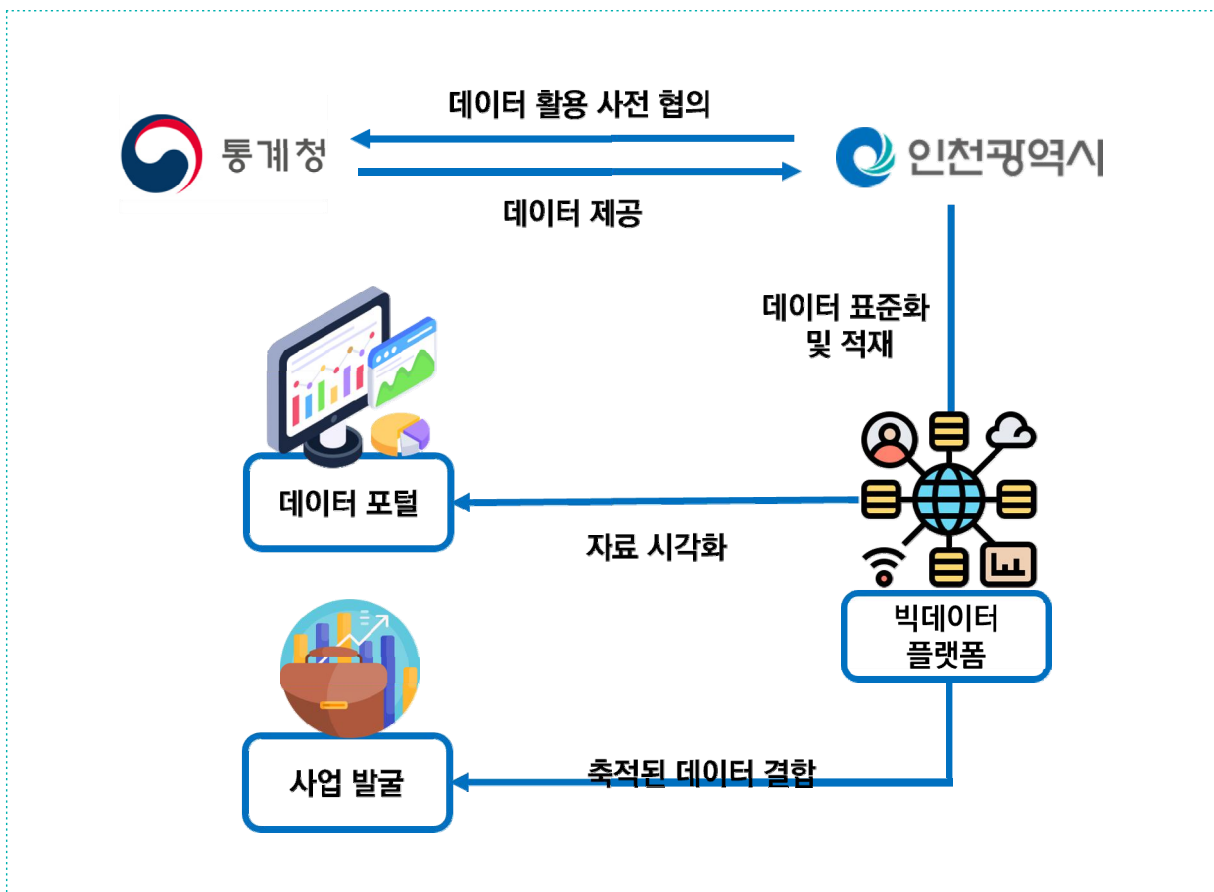 데이터 활용 사전 협의
통계청
인천광역시
데이터 제공
데이터 표준화
및 적재
데이터 포털
자료 시각화
빅데이터
플랫폼
사업 발굴
축적된 데이터 결합